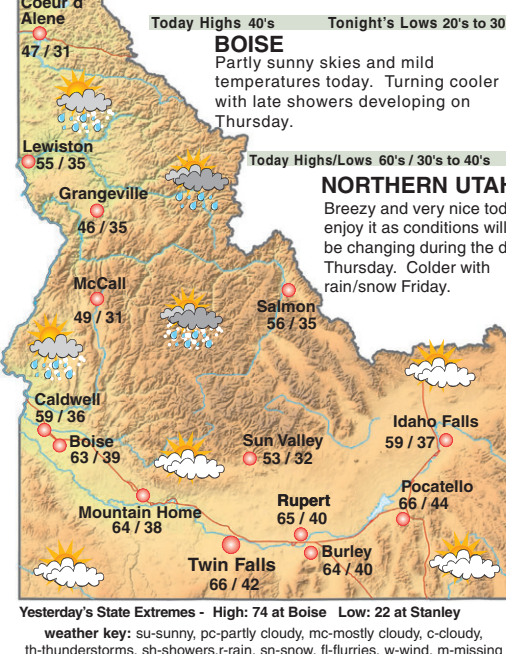 Coeur d'
Alene
47 / 31
Today Highs 40's Tonight's Lows 20's to 30
BOISE
Partly sunny skies and mild
temperatures today. Turning cooler
with late showers developing on
Thursday.
Lewiston
55 / 35
Today Highs/Lows 60's / 30's to 40's
Grangeville
46 / 35
NORTHERN UTAH
Breezy and very nice tod
enjoy it as conditions will
be changing during the d
Thursday. Colder with
rain/snow Friday.
McCall
49 / 31
Salmon
56 / 35
Caldwell
59 / 36
Boise
63 / 39
Sun Valley
53 / 32
Idaho Falls
59 / 37
Mountain Home
64 / 38
Rupert
65 / 40
Pocatello
66 / 44
Twin Falls
66 / 42
Burley
64 / 40
Yesterday's State Extremes - High: 74 at Boise Low: 22 at Stanley
weather key: su-sunny, pc-partly cloudy, mc-mostly cloudy, c-cloudy,
th-thunderstorms, sh-showers,r-rain, sn-snow, fl-flurries, w-wind, m-missing